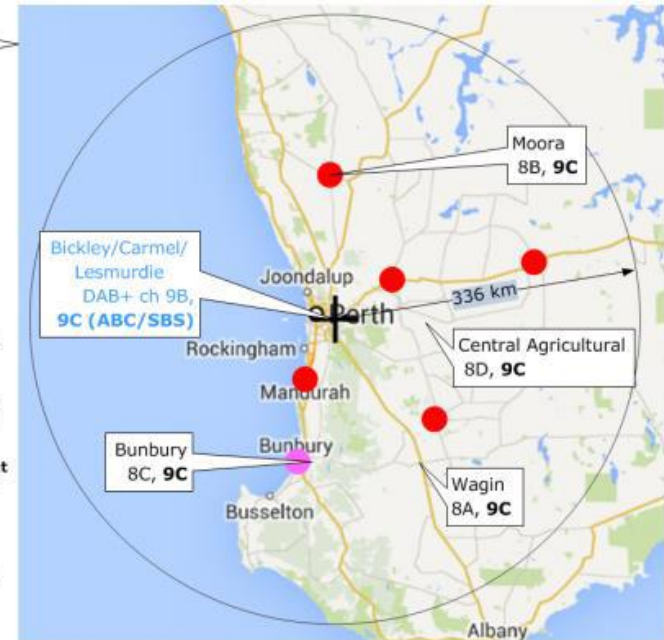 Moora
8B, 9C
Bickley/Carmel/
Lesmurdie
DAB+ ch 9B,
9C (ABC/SBS)
Joondalup
Perth
336 km
Rockingham
Central Agricultural
8D, 9C
Mandurah
Bunbury
Bunbury
8C, 9C
t
Wagin
8A, 9C
Busselton
Albany